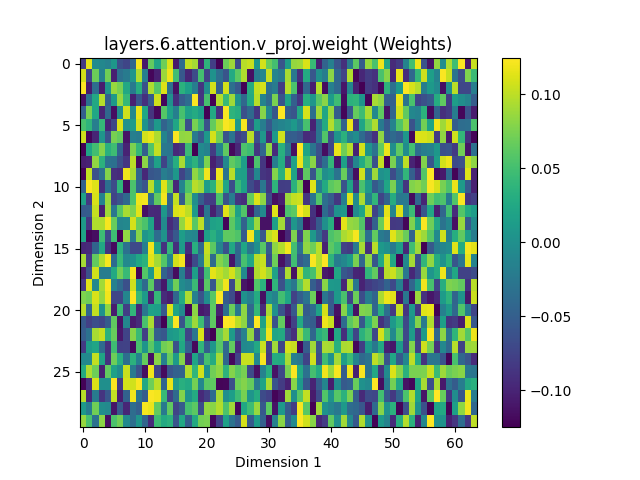 layers.6.attention.v_proj.weight (Weights)
0
5
10
15
20
25
Dimension 2
0 10 20 30 40 50 60
Dimension 1
0.10
0.05
0.00
−0.05
−0.10